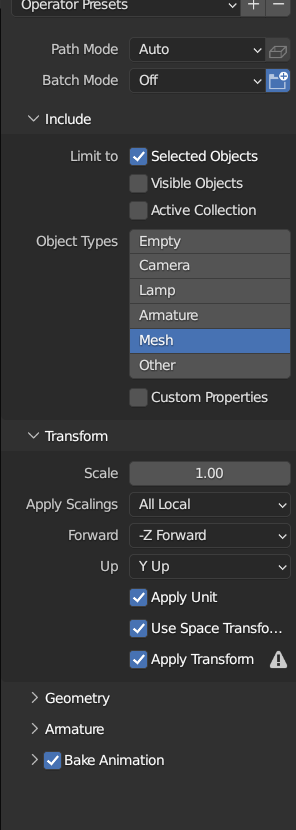 Operator Presets
Path Mode Auto
Batch Mode Off
Include
Limit to Selected Objects
Visible Objects
Active Collection
Object Types Empty
Camera
Lamp
Armature
Mesh
Other
Custom Properties
Transform
Scale 1.00
Apply Scalings All Local
Forward -Z Forward
Up Y Up
Apply Unit
Use Space Transfo...
Apply Transform
Geometry
Armature
Bake Animation